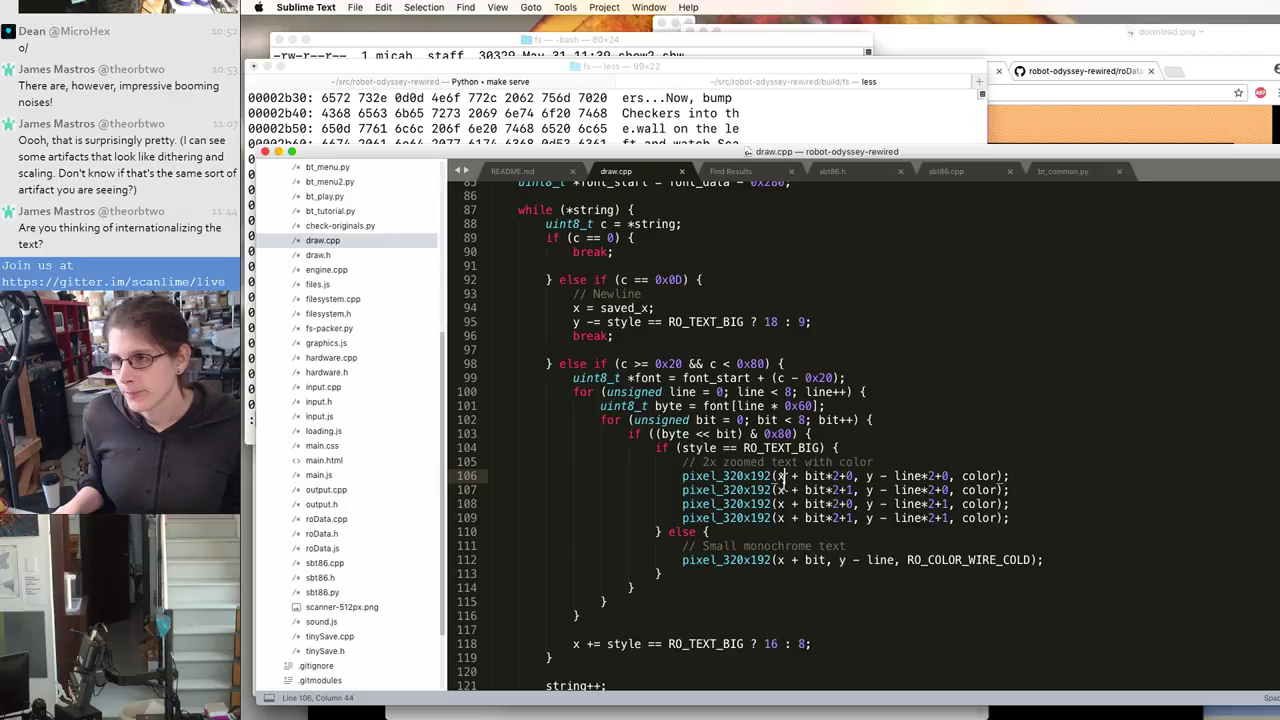 Sublime Text File Edit Selection Find View Goto Tools Project Window Help
Dean @MicroHex 10:52
o/
James Mastros @theorbtwo 10:53
There are, however, impressive booming
noises!
James Mastros @theorbtwo 11:07
Oooh, that is surprisingly pretty. (I can see
some artifacts that look like dithering and
scaling. Don't know if that's the same sort of
artifact you are seeing?)
James Mastros @theorbtwo 11:44
Are you thinking of internationalizing the
text?
Join us at
https://gitter.im/scanlime/live
download.png
fs — -bash — 80×24
-rw-r--r-- 1 micah staff 30329 May 31 11:39 show2.shw
fs — less — 99×22
~/src/robot-odyssey-rewired — Python • make serve
~/src/robot-odyssey-rewired/build/fs — less
robot-odyssey-rewired/roData
00002b30: 6572 732e 0d0d 4e6f 772c 2062 756d 7020 ers...Now, bump
00002b40: 4368 6563 6b65 7273 2069 6e74 6f20 7468 Checkers into th
00002b50: 650d 7761 6c6c 206f 6e20 7468 6520 6c65 e.wall on the le
draw.cpp — robot-odyssey-rewired
README.md
draw.cpp
Find Results
sbt86.h
sbt86.cpp
bt_common.py
bt_menu.py
bt_menu2.py
bt_play.py
bt_tutorial.py
check-originals.py
draw.cpp
draw.h
engine.cpp
files.js
filesystem.cpp
filesystem.h
fs-packer.py
graphics.js
hardware.cpp
hardware.h
input.cpp
input.h
input.js
loading.js
main.css
main.html
main.js
output.cpp
output.h
roData.cpp
roData.h
roData.js
sbt86.cpp
sbt86.h
sbt86.py
scanner-512px.png
sound.js
tinySave.cpp
tinySave.h
.gitignore
.gitmodules
85 uint8_t *font_start = font_data = 0x280;
86
87 while (*string) {
88 uint8_t c = *string;
89 if (c == 0) {
90 break;
91
92 } else if (c == 0x0D) {
93 // Newline
94 x = saved_x;
95 y -= style == RO_TEXT_BIG ? 18 : 9;
96 break;
97
98 } else if (c >= 0x20 && c < 0x80) {
99 uint8_t *font = font_start + (c - 0x20);
100 for (unsigned line = 0; line < 8; line++) {
101 uint8_t byte = font[line * 0x60];
102 for (unsigned bit = 0; bit < 8; bit++) {
103 if ((byte << bit) & 0x80) {
104 if (style == RO_TEXT_BIG) {
105 // 2x zoomed text with color
106 pixel_320x192(x + bit*2+0, y - line*2+0, color);
107 pixel_320x192(x + bit*2+1, y - line*2+0, color);
108 pixel_320x192(x + bit*2+0, y - line*2+1, color);
109 pixel_320x192(x + bit*2+1, y - line*2+1, color);
110 } else {
111 // Small monochrome text
112 pixel_320x192(x + bit, y - line, RO_COLOR_WIRE_COLD);
113 }
114 }
115 }
116 }
117
118 x += style == RO_TEXT_BIG ? 16 : 8;
119 }
120
121 string++;
Line 106, Column 44
Spac